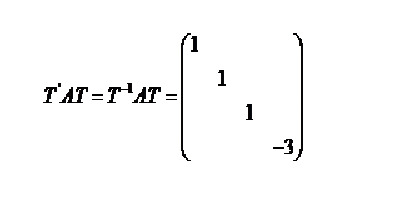 1
1
T'AT = T⁻¹AT =
1
−3